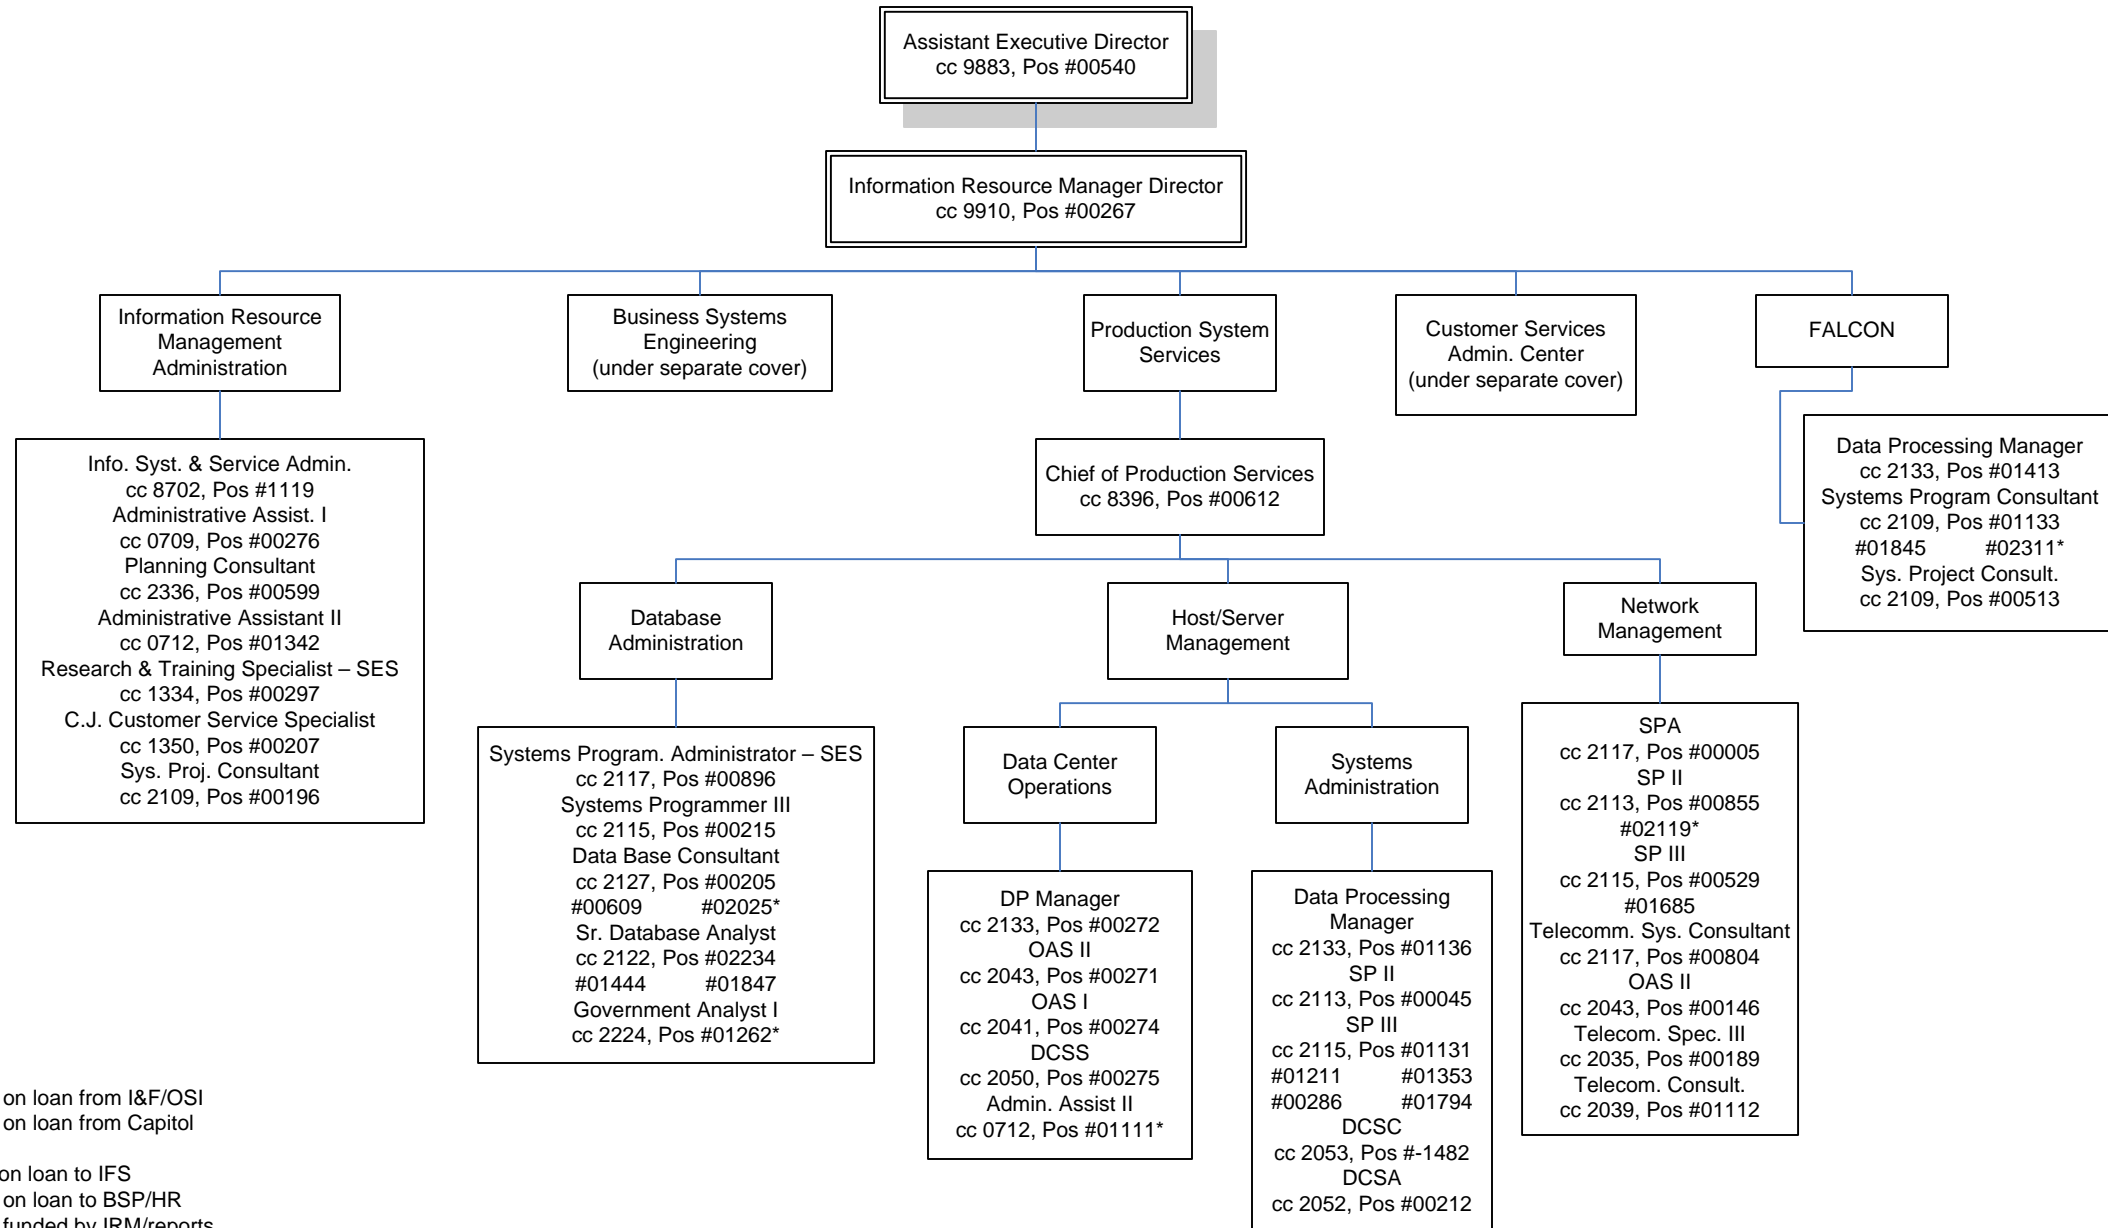 Assistant Executive Director
cc 9883, Pos #00540
Information Resource Manager Director
cc 9910, Pos #00267
Information Resource
Management
Administration
Business Systems
Engineering
(under separate cover)
Production System
Services
Customer Services
Admin. Center
(under separate cover)
FALCON
Info. Syst. & Service Admin.
cc 8702, Pos #1119
Administrative Assist. I
cc 0709, Pos #00276
Planning Consultant
cc 2336, Pos #00599
Administrative Assistant II
cc 0712, Pos #01342
Research & Training Specialist – SES
cc 1334, Pos #00297
C.J. Customer Service Specialist
cc 1350, Pos #00207
Sys. Proj. Consultant
cc 2109, Pos #00196
Chief of Production Services
cc 8396, Pos #00612
Data Processing Manager
cc 2133, Pos #01413
Systems Program Consultant
cc 2109, Pos #01133
#01845 #02311*
Sys. Project Consult.
cc 2109, Pos #00513
Database
Administration
Host/Server
Management
Network
Management
Systems Program. Administrator – SES
cc 2117, Pos #00896
Systems Programmer III
cc 2115, Pos #00215
Data Base Consultant
cc 2127, Pos #00205
#00609 #02025*
Sr. Database Analyst
cc 2122, Pos #02234
#01444 #01847
Government Analyst I
cc 2224, Pos #01262*
Data Center
Operations
Systems
Administration
DP Manager
cc 2133, Pos #00272
OAS II
cc 2043, Pos #00271
OAS I
cc 2041, Pos #00274
DCSS
cc 2050, Pos #00275
Admin. Assist II
cc 0712, Pos #01111*
Data Processing
Manager
cc 2133, Pos #01136
SP II
cc 2113, Pos #00045
SP III
cc 2115, Pos #01131
#01211 #01353
#00286 #01794
DCSC
cc 2053, Pos #-1482
DCSA
cc 2052, Pos #00212
SPA
cc 2117, Pos #00005
SP II
cc 2113, Pos #00855
#02119*
SP III
cc 2115, Pos #00529
#01685
Telecomm. Sys. Consultant
cc 2117, Pos #00804
OAS II
cc 2043, Pos #00146
Telecom. Spec. III
cc 2035, Pos #00189
Telecom. Consult.
cc 2039, Pos #01112
on loan from I&F/OSI
on loan from Capitol
on loan to IFS
on loan to BSP/HR
funded by IRM/reports